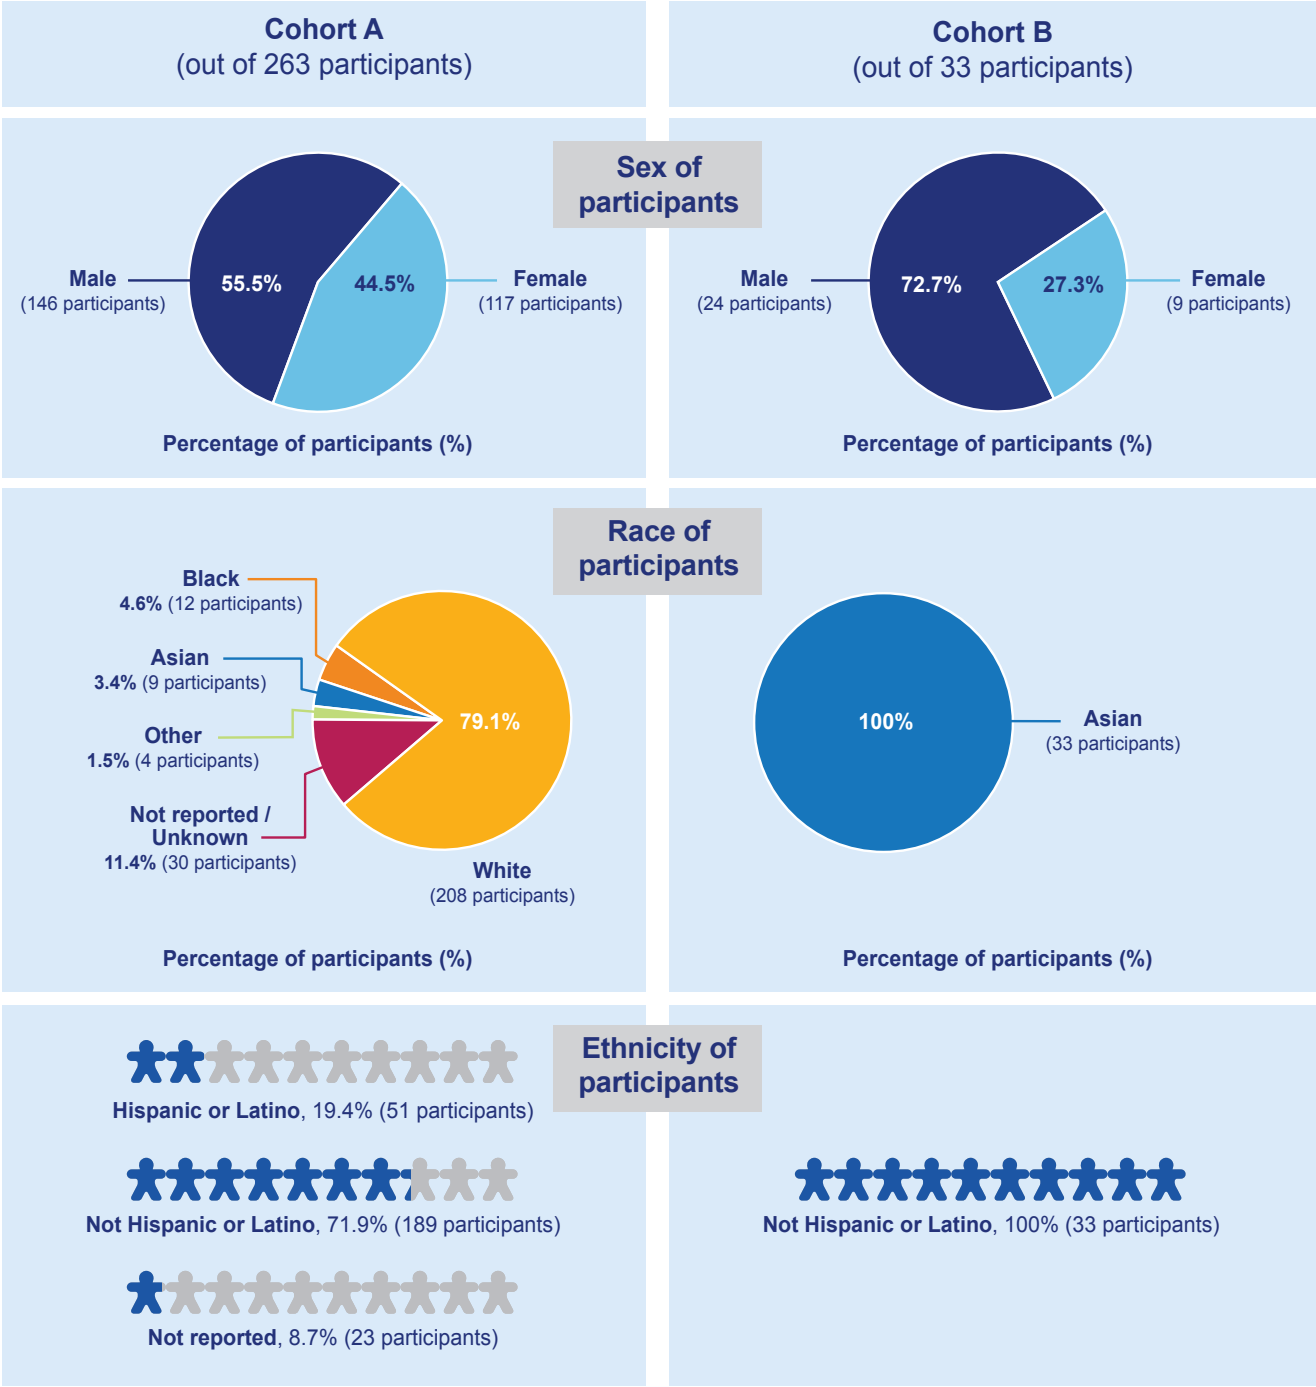 Cohort A
(out of 263 participants)
Cohort B
(out of 33 participants)
Sex of
participants
Male
(146 participants)
55.5%
44.5%
Female
(117 participants)
Percentage of participants (%)
Male
(24 participants)
72.7%
27.3%
Female
(9 participants)
Percentage of participants (%)
Race of
participants
Black
4.6% (12 participants)
Asian
3.4% (9 participants)
Other
1.5% (4 participants)
Not reported /
Unknown
11.4% (30 participants)
79.1%
White
(208 participants)
Percentage of participants (%)
100%
Asian
(33 participants)
Percentage of participants (%)
Ethnicity of
participants
Hispanic or Latino, 19.4% (51 participants)
Not Hispanic or Latino, 71.9% (189 participants)
Not reported, 8.7% (23 participants)
Not Hispanic or Latino, 100% (33 participants)